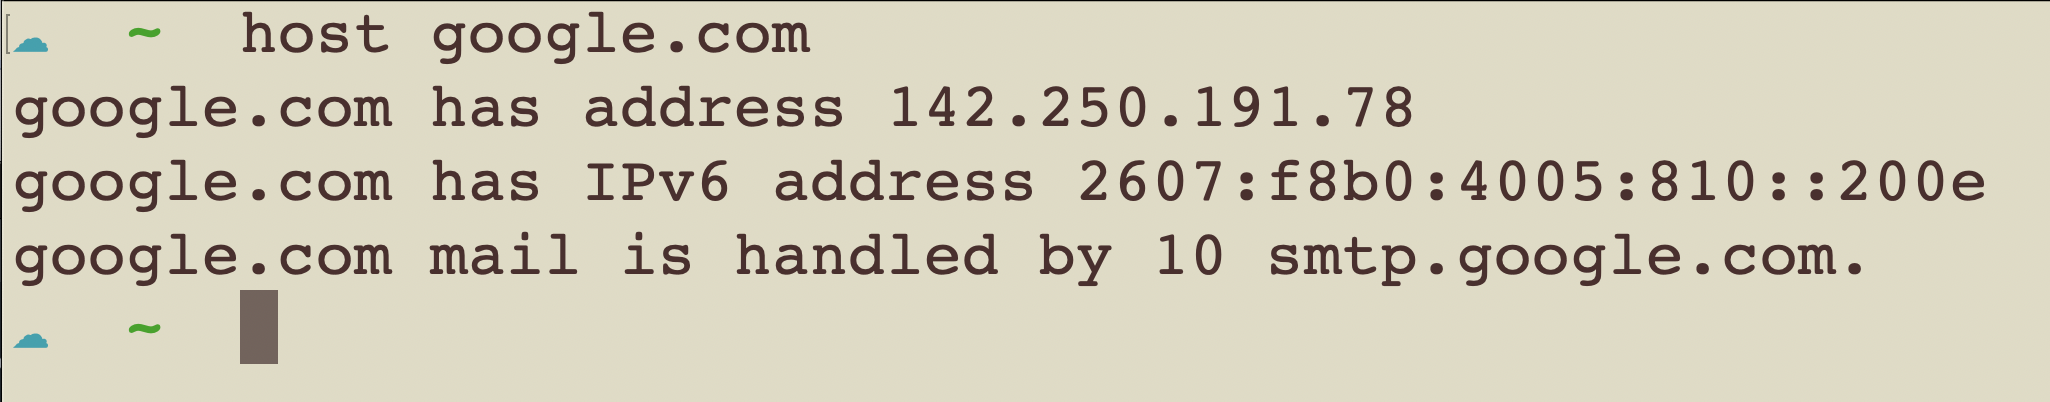 ☁ ~ host google.com
google.com has address 142.250.191.78
google.com has IPv6 address 2607:f8b0:4005:810::200e
google.com mail is handled by 10 smtp.google.com.
☁ ~